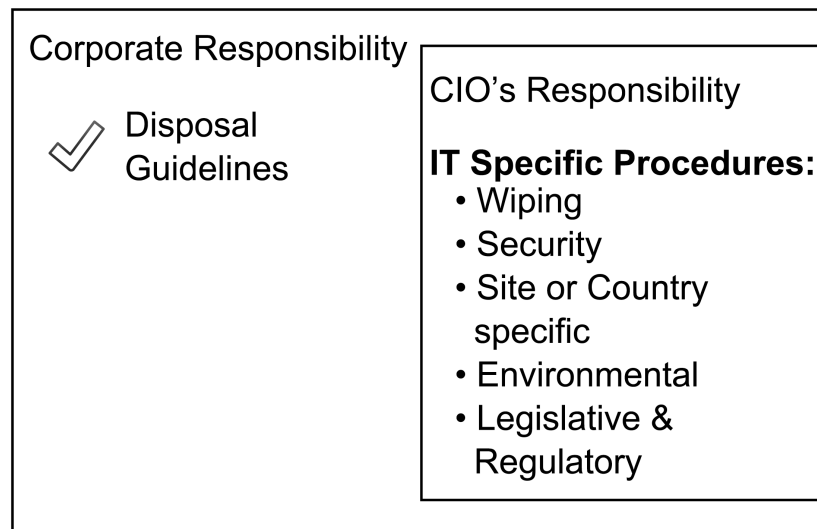 Corporate Responsibility
Disposal
Guidelines
CIO’s Responsibility
IT Specific Procedures:
• Wiping
• Security
• Site or Country
specific
• Environmental
• Legislative &
Regulatory